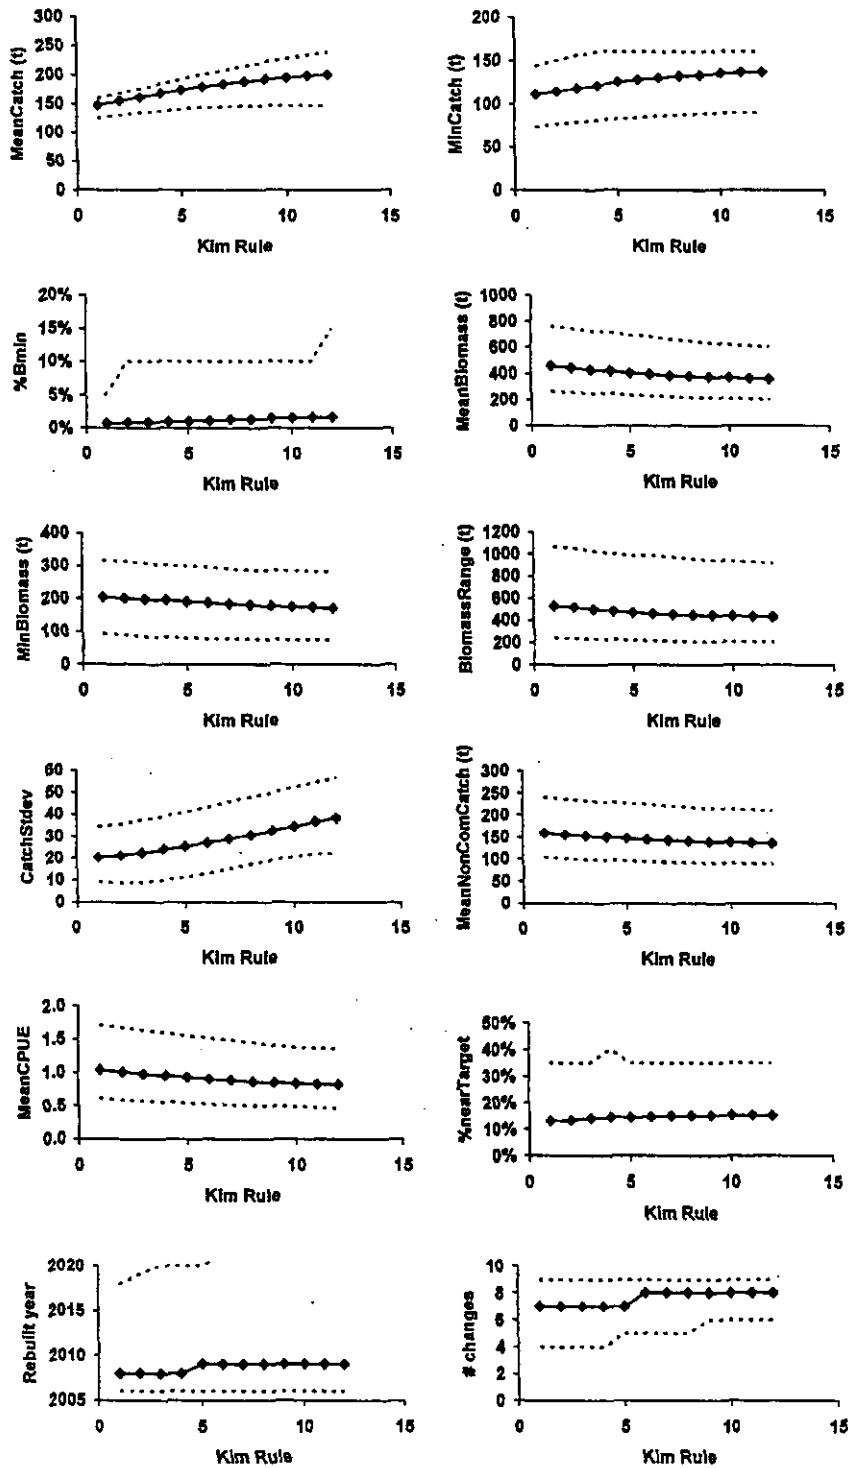 MeanCatch (t)
300
250
200
150
100
50
0
0 5 10 15
Kim Rule
MinCatch (t)
200
150
100
50
0
0 5 10 15
Kim Rule
%Bmin
20%
15%
10%
5%
0%
0 5 10 15
Kim Rule
MeanBiomass (t)
1000
800
600
400
200
0
0 5 10 15
Kim Rule
MinBiomass (t)
400
300
200
100
0
0 5 10 15
Kim Rule
BiomassRange (t)
1200
1000
800
600
400
200
0
0 5 10 15
Kim Rule
CatchStdev
60
50
40
30
20
10
0
0 5 10 15
Kim Rule
MeanNonComCatch (t)
300
250
200
150
100
50
0
0 5 10 15
Kim Rule
MeanCPUE
2.0
1.5
1.0
0.5
0.0
0 5 10 15
Kim Rule
%nearTarget
50%
40%
30%
20%
10%
0%
0 5 10 15
Kim Rule
Rebuilt year
2020
2015
2010
2005
0 5 10 15
Kim Rule
# changes
10
8
6
4
2
0
0 5 10 15
Kim Rule